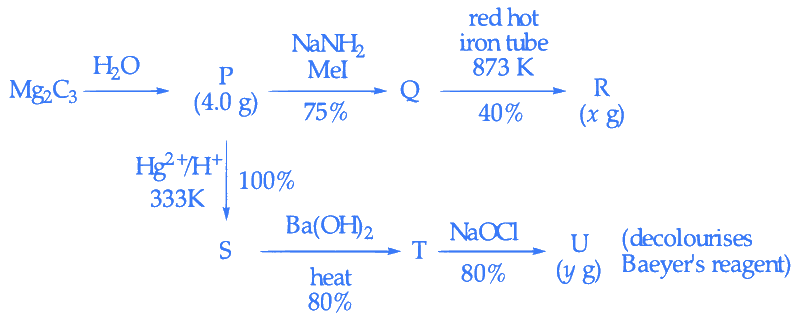 red hot
iron tube
873 K
NaNH₂
MeI
H₂O
Mg₂C₃
P
(4.0 g)
75%
Q
40%
R
(x g)
Hg²⁺/H⁺
333K
100%
S
Ba(OH)₂
heat
80%
T
NaOCl
80%
U
(y g)
(decolourises
Baeyer's reagent)